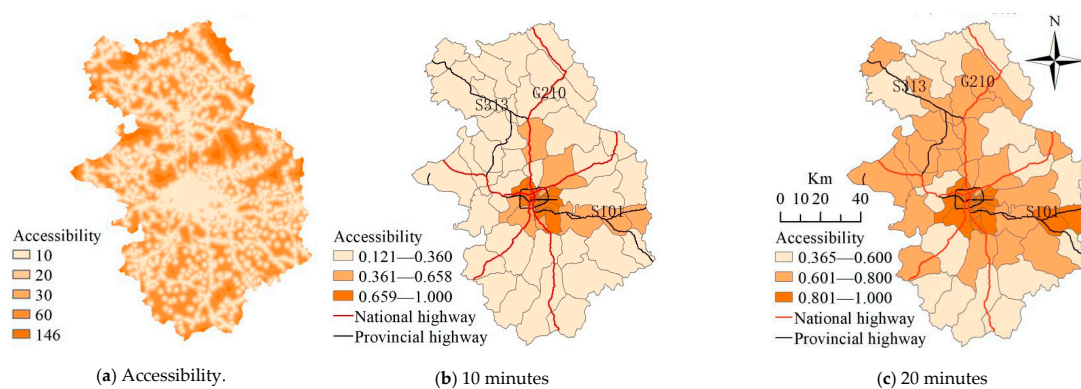 Accessibility
10
20
30
60
146
(a) Accessibility.
S313
G210
S101
Accessibility
0.121—0.360
0.361—0.658
0.659—1.000
National highway
Provincial highway
(b) 10 minutes
N
S313
G210
S101
Km
0 10 20 40
Accessibility
0.365—0.600
0.601—0.800
0.801—1.000
National highway
Provincial highway
(c) 20 minutes